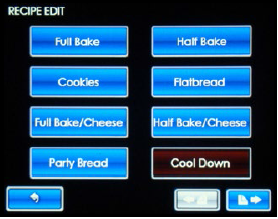 RECIPE EDIT
Full Bake
Half Bake
Cookies
Flatbread
Full Bake/Cheese
Half Bake/Cheese
Party Bread
Cool Down